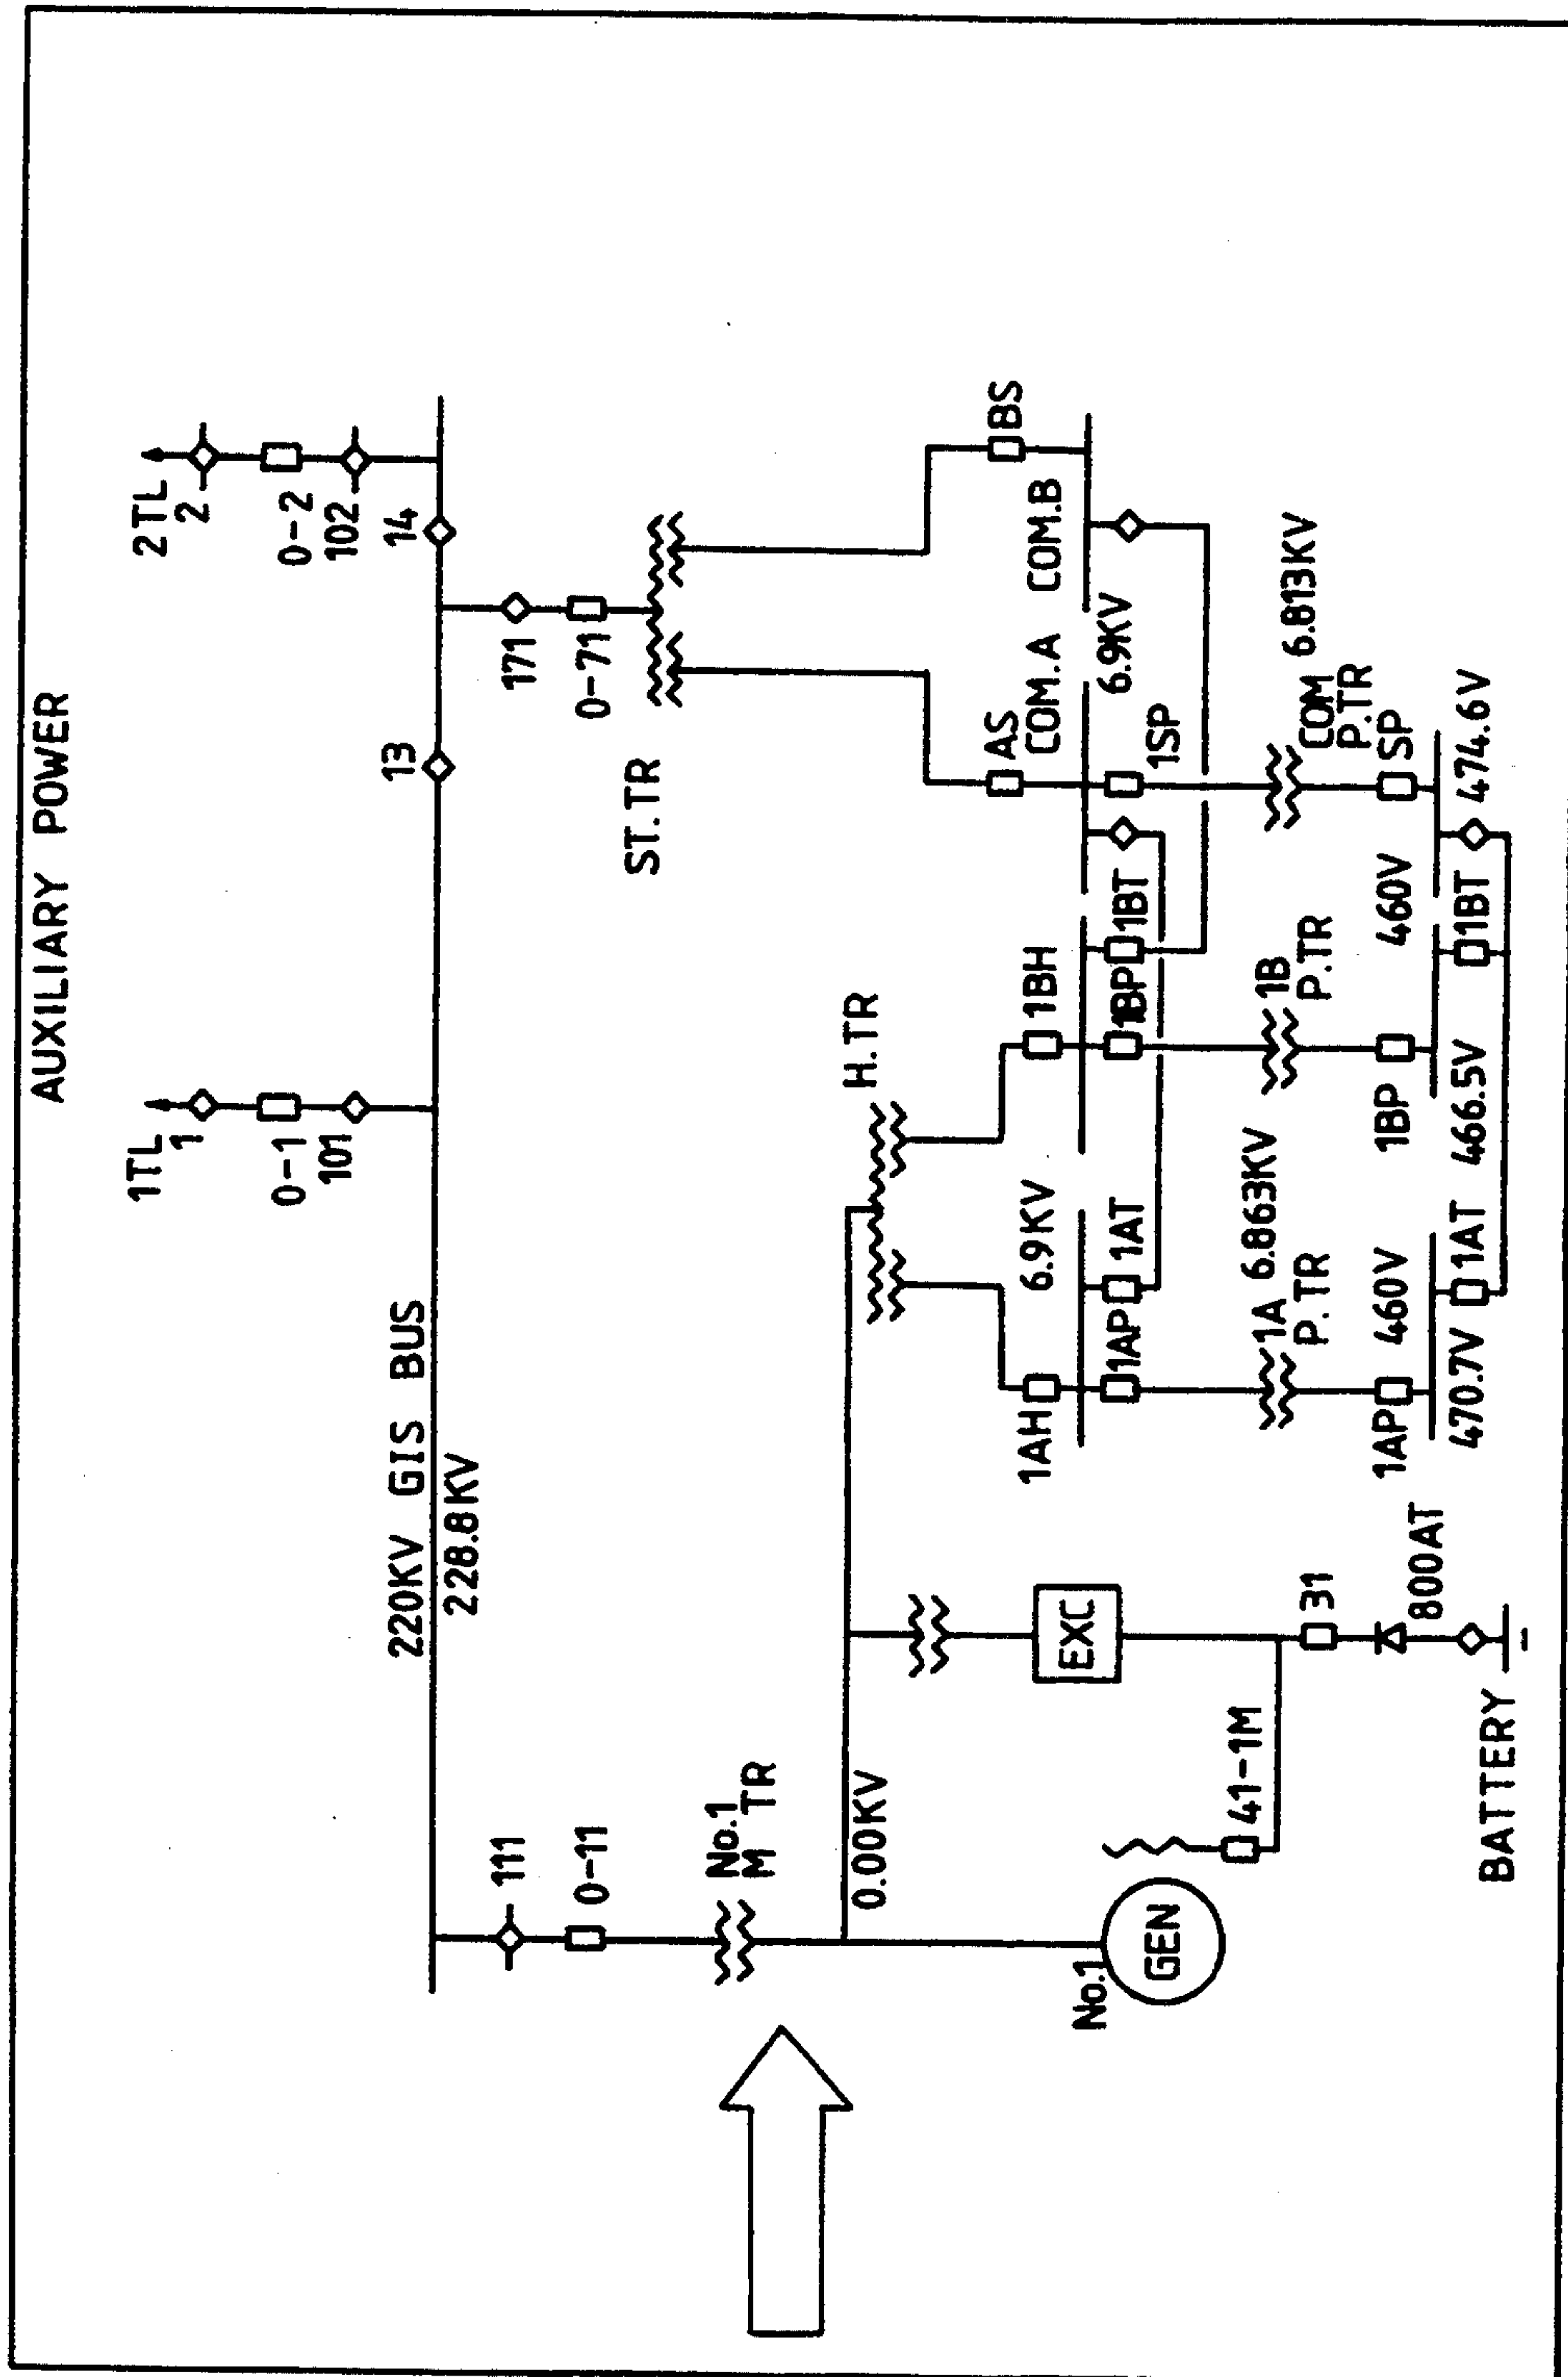 AUXILIARY POWER
1TL
1
0-1
101
2TL
2
0-2
102
220KV GIS BUS
228.8KV
13
14
111
0-11
171
0-71
No.1
M TR
ST.TR
0.00KV
H.TR
No.1
GEN
EXC
41-1M
31
800AT
BATTERY
1AH
6.9KV
1BH
AS
COM.A
COM.B
BS
6.9KV
1AP
1AT
1BP
1BT
1SP
1A 6.863KV
P.TR
1B
P.TR
COM 6.813KV
P.TR
1AP
460V
1BP
460V
SP
470.7V
1AT
466.5V
1BT
474.6V